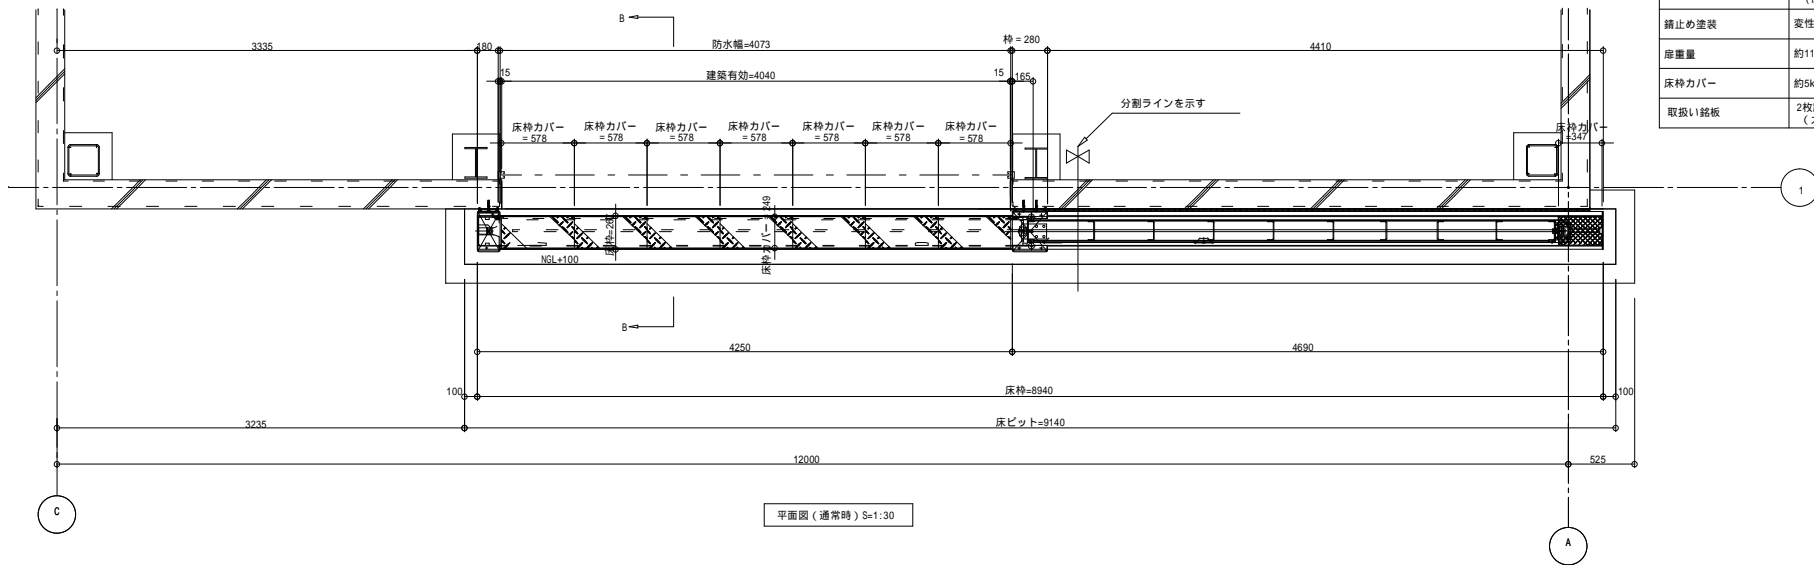 錆止め塗装
変性
扉重量
約11
床枠カバー
約5k
取扱い銘板
2枚
B
3335
180
防水幅=4073
枠=280
4410
15
建築有効=4040
15
165
分割ラインを示す
床枠カバー
=578
床枠カバー
=578
床枠カバー
=578
床枠カバー
=578
床枠カバー
=578
床枠カバー
=578
床枠カバー
=578
床枠カバー
=347
1
NGL+100
B
4250
4690
100
床枠=8940
100
3235
床ピット=9140
12000
525
C
A
平面図(通常時)S=1:30